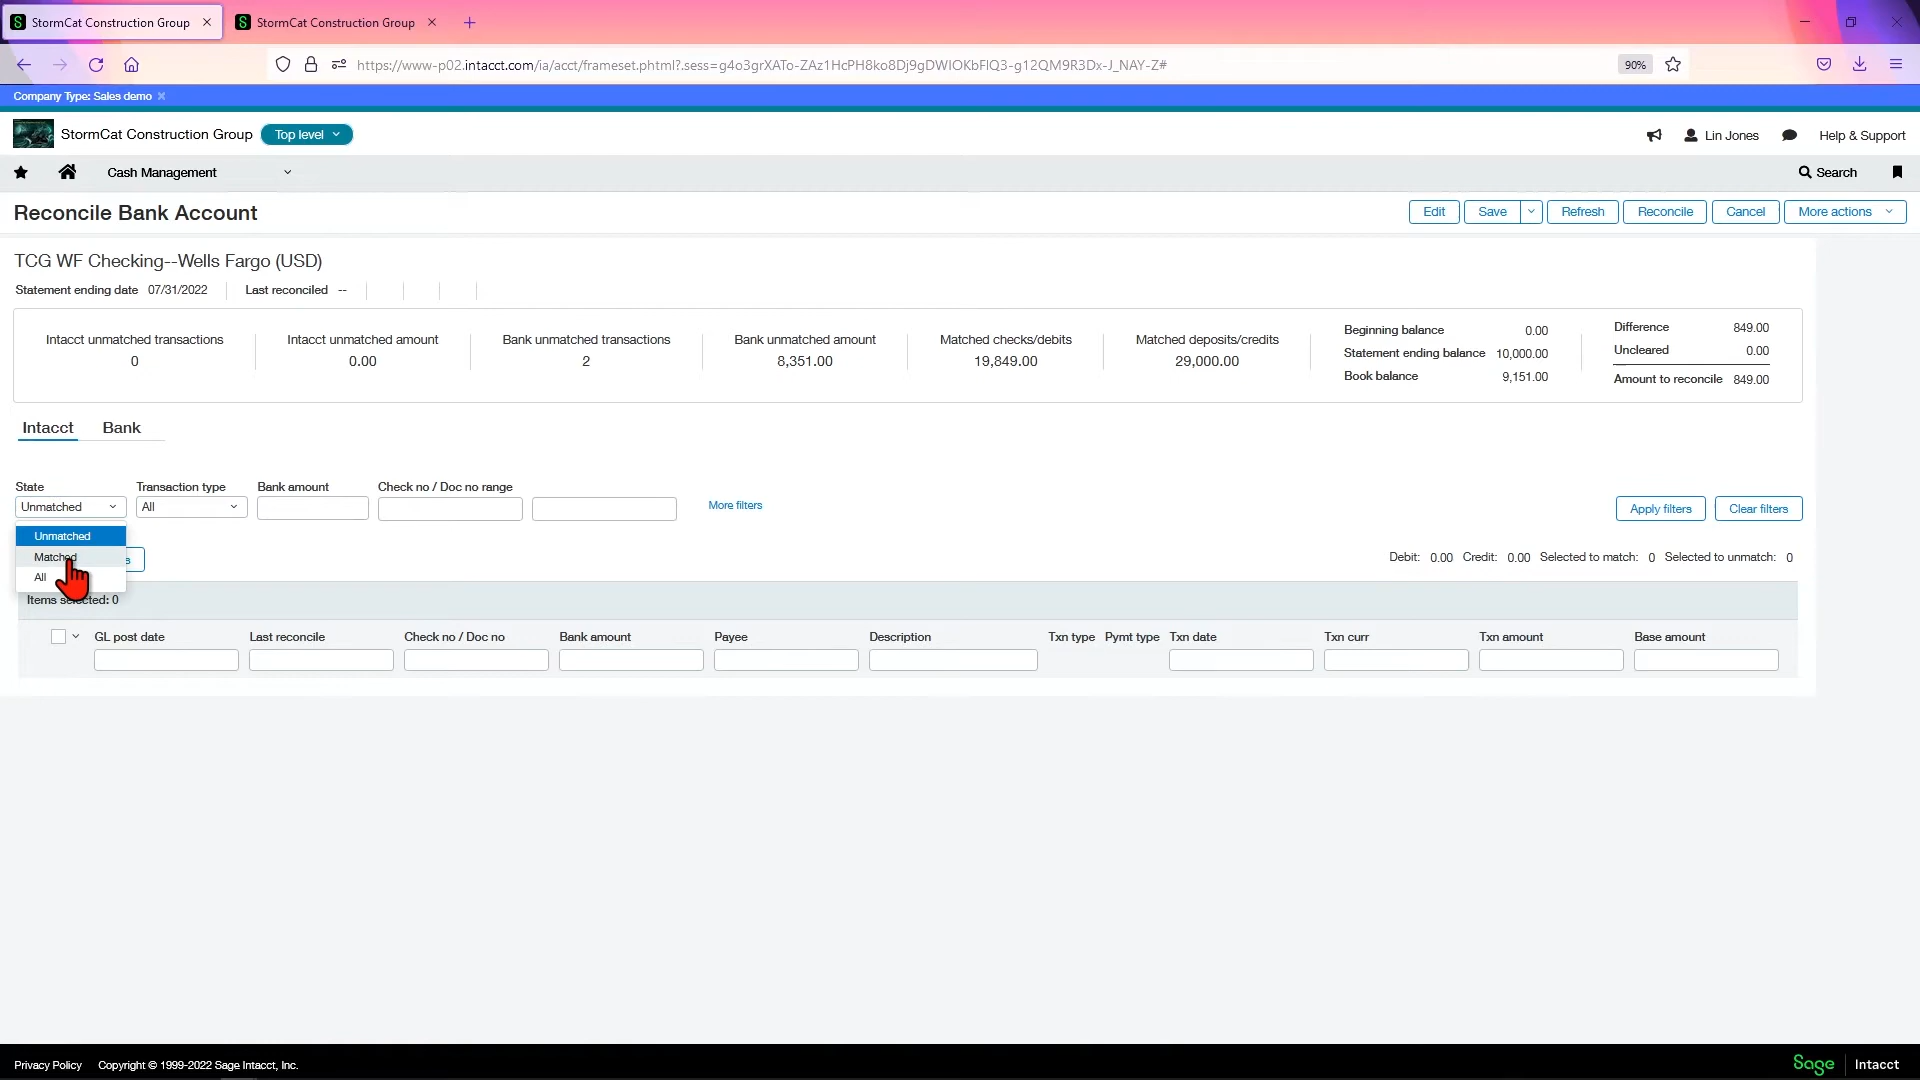 StormCat Construction Group
StormCat Construction Group
https://www-p02.intacct.com/ia/acct/frameset.phtml?.sess=g4o3grXATo-ZAz1HcPH8ko8Dj9gDWIOKbFlQ3-g12QM9R3Dx-J_NAY-Z#
90%
Company Type: Sales demo
StormCat Construction Group Top level
Lin Jones Help & Support
Cash Management
Search
Reconcile Bank Account
Edit Save Refresh Reconcile Cancel More actions
TCG WF Checking--Wells Fargo (USD)
Statement ending date 07/31/2022 Last reconciled --
Intacct unmatched transactions
0
Intacct unmatched amount
0.00
Bank unmatched transactions
2
Bank unmatched amount
8,351.00
Matched checks/debits
19,849.00
Matched deposits/credits
29,000.00
Beginning balance 0.00
Statement ending balance 10,000.00
Book balance 9,151.00
Difference 849.00
Uncleared 0.00
Amount to reconcile 849.00
Intacct Bank
State Transaction type Bank amount Check no / Doc no range
Unmatched All More filters Apply filters Clear filters
Unmatched
Matched
All
Debit: 0.00 Credit: 0.00 Selected to match: 0 Selected to unmatch: 0
Items selected: 0
GL post date Last reconcile Check no / Doc no Bank amount Payee Description Txn type Pymt type Txn date Txn curr Txn amount Base amount
Privacy Policy Copyright © 1999-2022 Sage Intacct, Inc.
Sage Intacct